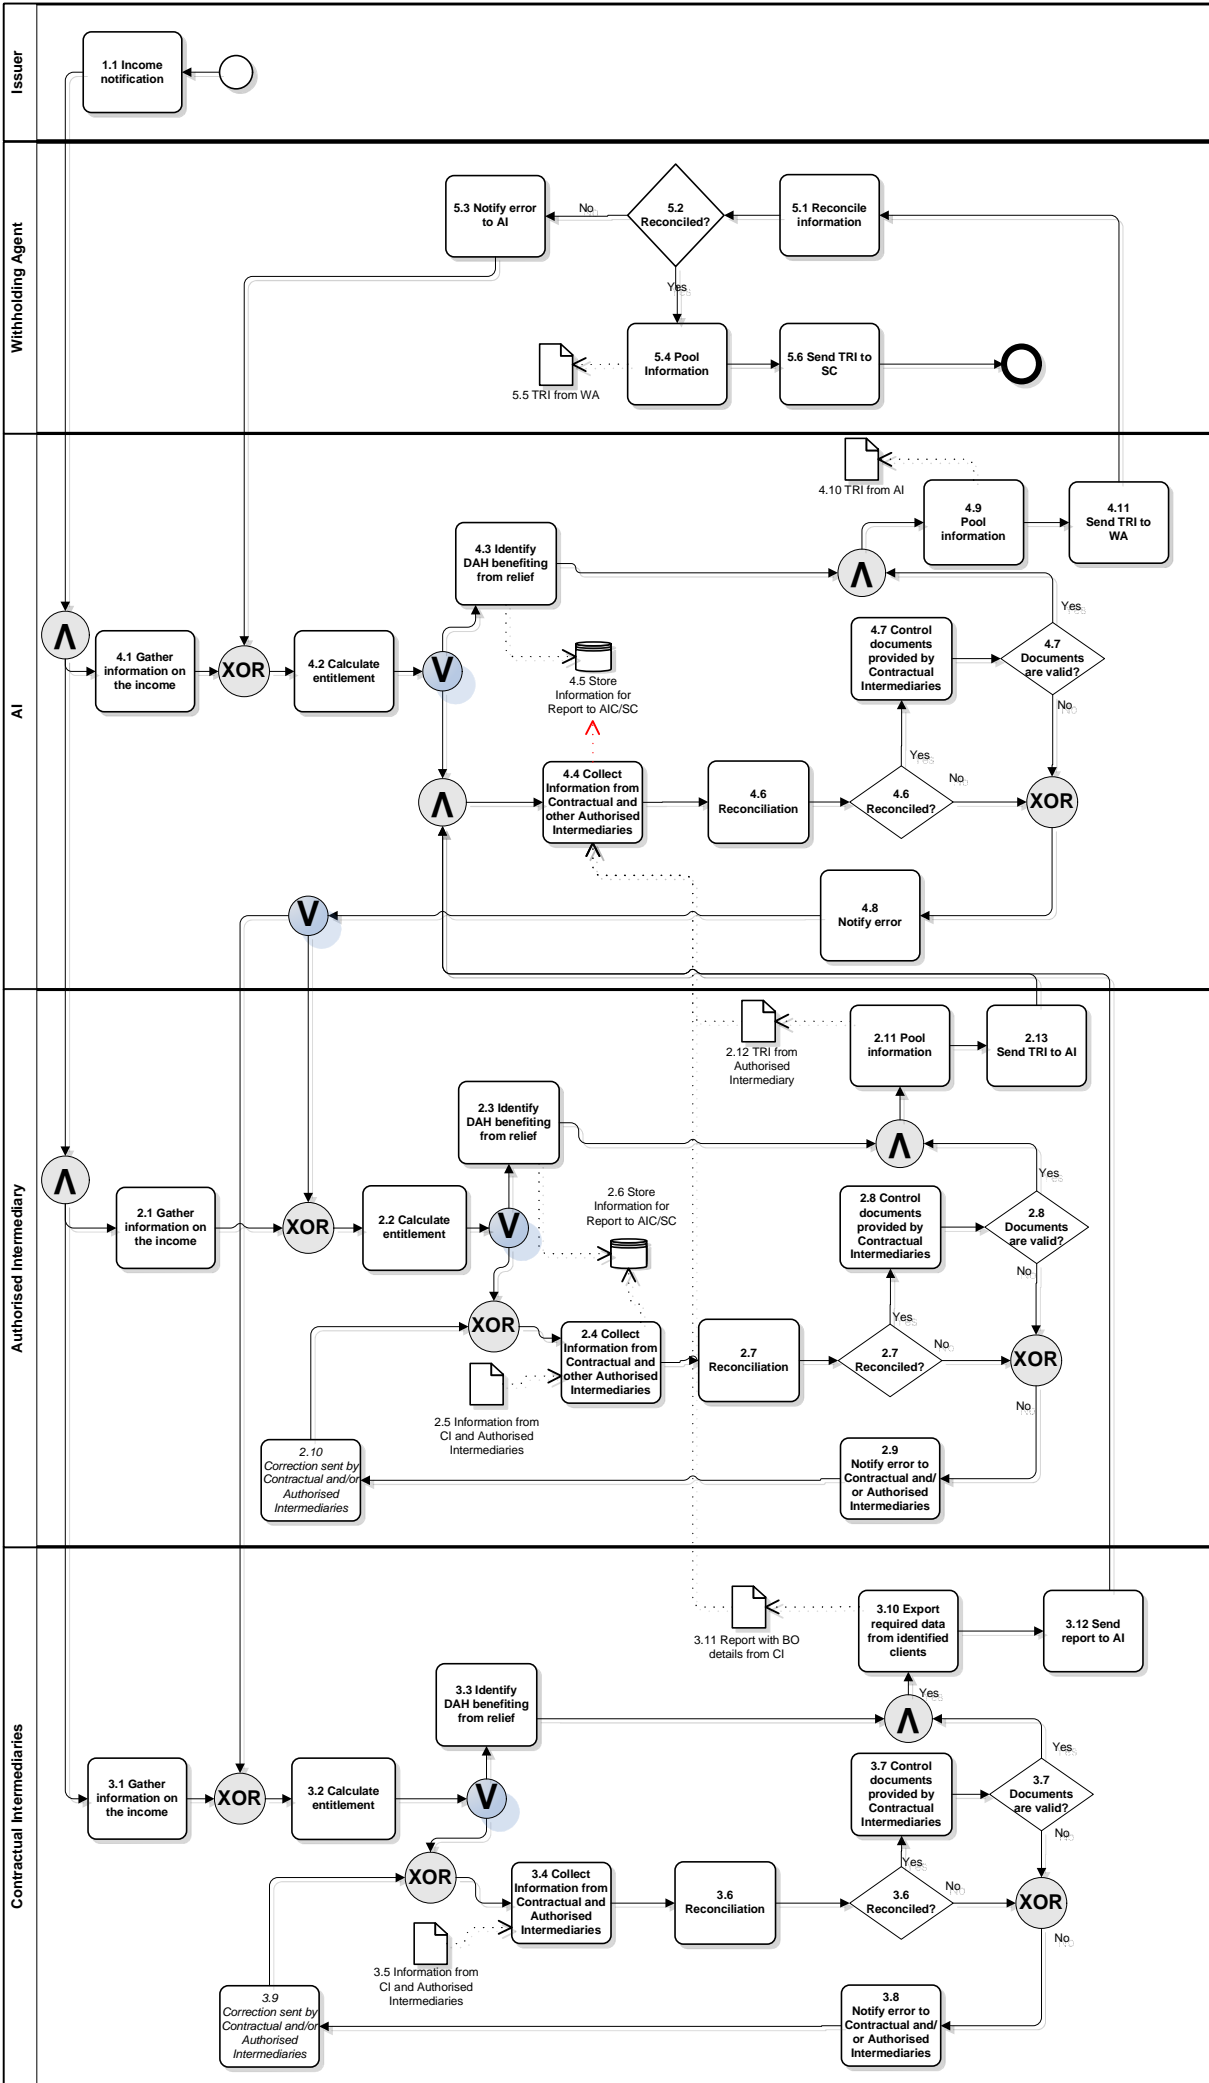 Issuer
1.1 Income
notification
Withholding Agent
5.3 Notify error
to AI
No
5.2
Reconciled?
5.1 Reconcile
information
Yes
5.4 Pool
Information
5.6 Send TRI to
SC
5.5 TRI from WA
AI
4.10 TRI from AI
4.9
Pool
information
4.11
Send TRI to
WA
4.3 Identify
DAH benefiting
from relief
Λ
Yes
Λ
4.1 Gather
information on
the income
XOR
4.2 Calculate
entitlement
V
4.5 Store
Information for
Report to AIC/SC
4.7 Control
documents
provided by
Contractual
Intermediaries
4.7
Documents
are valid?
No
Yes
Λ
4.4 Collect
Information from
Contractual and
other Authorised
Intermediaries
4.6
Reconciliation
4.6
Reconciled?
No
XOR
V
4.8
Notify error
Authorised Intermediary
2.12 TRI from
Authorised
Intermediary
2.11 Pool
information
2.13
Send TRI to AI
2.3 Identify
DAH benefiting
from relief
Λ
Yes
Λ
2.1 Gather
information on
the income
XOR
2.2 Calculate
entitlement
V
2.6 Store
Information for
Report to AIC/SC
2.8 Control
documents
provided by
Contractual
Intermediaries
2.8
Documents
are valid?
No
Yes
XOR
2.4 Collect
Information from
Contractual and
other Authorised
Intermediaries
2.7
Reconciliation
2.7
Reconciled?
No
XOR
No
2.5 Information from
CI and Authorised
Intermediaries
2.10
Correction sent by
Contractual and/or
Authorised
Intermediaries
2.9
Notify error to
Contractual and/
or Authorised
Intermediaries
Contractual Intermediaries
3.11 Report with BO
details from CI
3.10 Export
required data
from identified
clients
3.12 Send
report to AI
Yes
3.3 Identify
DAH benefiting
from relief
Λ
Yes
3.1 Gather
information on
the income
XOR
3.2 Calculate
entitlement
V
3.7 Control
documents
provided by
Contractual
Intermediaries
3.7
Documents
are valid?
No
Yes
XOR
3.4 Collect
Information from
Contractual and
Authorised
Intermediaries
3.6
Reconciliation
3.6
Reconciled?
No
XOR
No
3.5 Information from
CI and Authorised
Intermediaries
3.9
Correction sent by
Contractual and/or
Authorised
Intermediaries
3.8
Notify error to
Contractual and/
or Authorised
Intermediaries